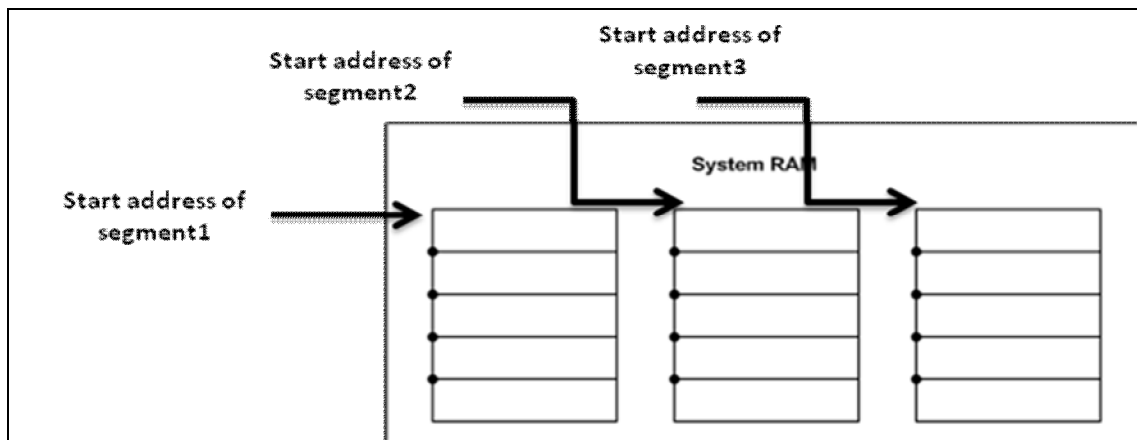 Start address of
segment3
Start address of
segment2
System RAM
Start address of
segment1